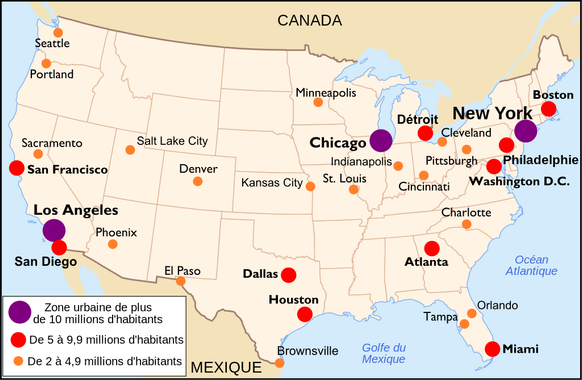 CANADA
Seattle
Portland
Minneapolis
Boston
New York
Détroit
Cleveland
Chicago
Sacramento
Salt Lake City
Indianapolis
Pittsburgh
Philadelphie
San Francisco
Denver
Kansas City
St. Louis
Cincinnati
Washington D.C.
Los Angeles
Charlotte
Phoenix
San Diego
Atlanta
Océan
Atlantique
El Paso
Dallas
Houston
Orlando
Tampa
Zone urbaine de plus
de 10 millions d'habitants
De 5 à 9,9 millions d'habitants
De 2 à 4,9 millions d'habitants
MEXIQUE
Brownsville
Golfe du
Mexique
Miami